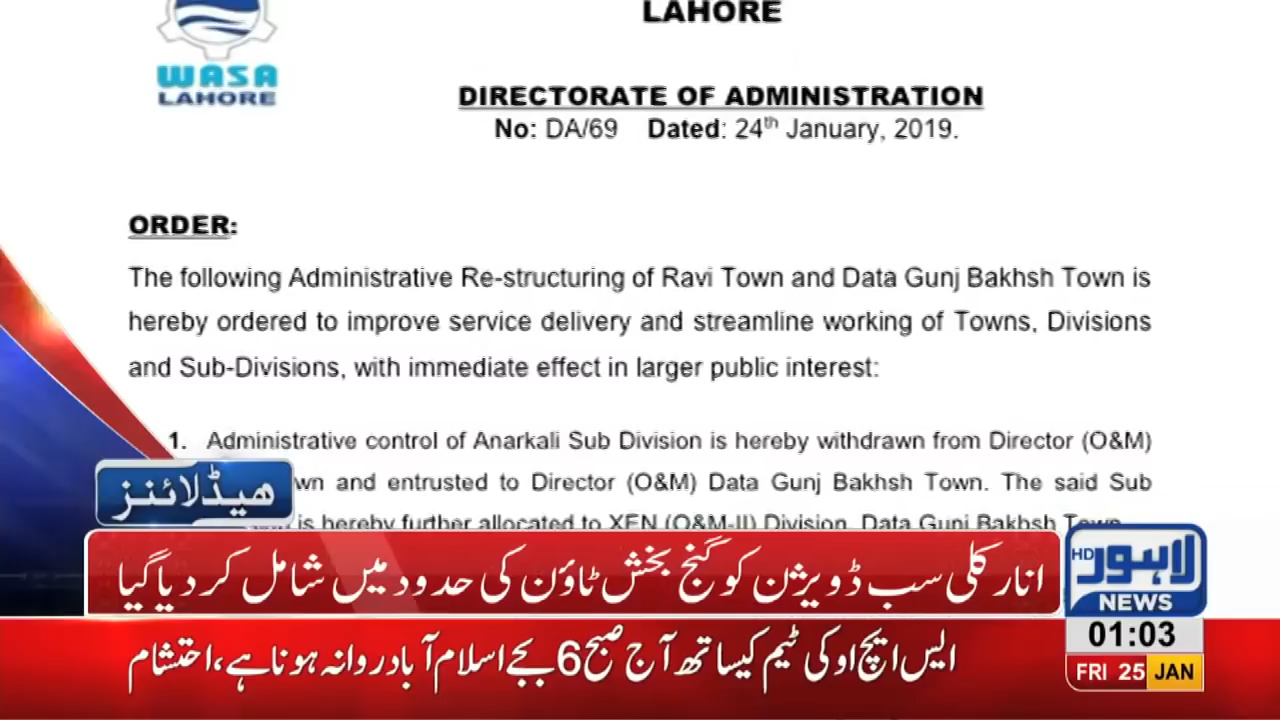 LAHORE
WASA
LAHORE
DIRECTORATE OF ADMINISTRATION
No: DA/69 Dated: 24th January, 2019.
ORDER:
The following Administrative Re-structuring of Ravi Town and Data Gunj Bakhsh Town is
hereby ordered to improve service delivery and streamline working of Towns, Divisions
and Sub-Divisions, with immediate effect in larger public interest:
1. Administrative control of Anarkali Sub Division is hereby withdrawn from Director (O&M)
and entrusted to Director (O&M) Data Gunj Bakhsh Town. The said Sub
is hereby further allocated to XEN (O&M-II) Division, Data Gunj Bakhsh Town
ہیڈلائنز
انارکلی سب ڈویژن کو گنج بخش ٹاؤن کی حدود میں شامل کر دیا گیا
ایس ایچ او کی ٹیم کیساتھ آج صبح 6 بجے اسلام آباد روانہ ہونا ہے، احتشام
لاہور HD
NEWS
01:03
FRI 25 JAN